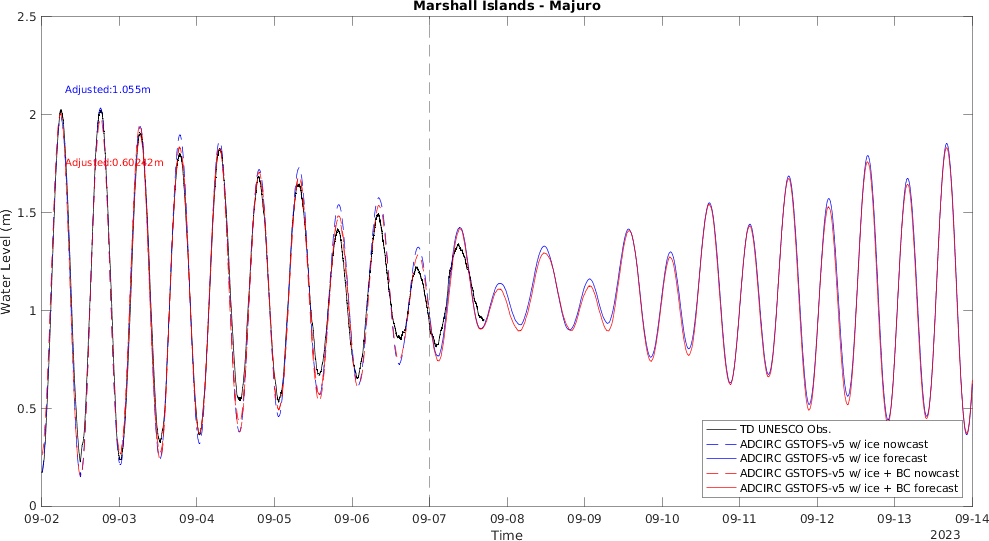 Marshall Islands - Majuro
2.5
2
1.5
1
0.5
0
Water Level (m)
Adjusted:1.055m
Adjusted:0.60242m
TD UNESCO Obs.
ADCIRC GSTOFS-v5 w/ ice nowcast
ADCIRC GSTOFS-v5 w/ ice forecast
ADCIRC GSTOFS-v5 w/ ice + BC nowcast
ADCIRC GSTOFS-v5 w/ ice + BC forecast
09-02 09-03 09-04 09-05 09-06 09-07 09-08 09-09 09-10 09-11 09-12 09-13 09-14
Time
2023